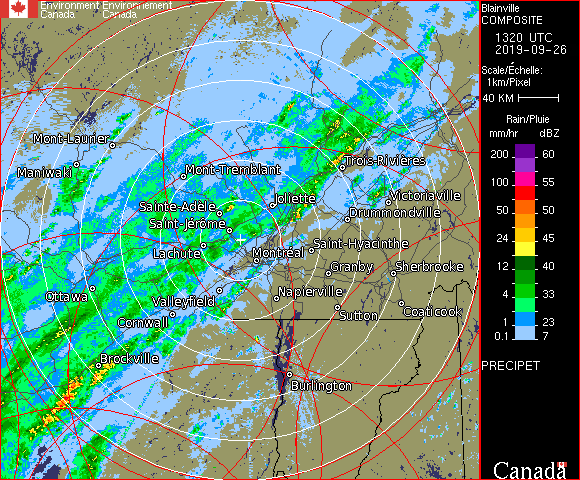 Environment Environnement
Canada Canada
Blainville
COMPOSITE
1320 UTC
2019-09-26
Scale/Échelle:
1km/Pixel
40 KM
Rain/Pluie
mm/hr dBZ
200 60
100 55
50 50
24 45
12 40
4 33
1 23
0.1 7
PRECIPET
Canada
Mont-Laurier
Maniwaki
Mont-Tremblant
Trois-Rivières
Sainte-Adèle
Joliette
Victoriaville
Drummondville
Saint-Jérôme
Lachute
Montréal
Saint-Hyacinthe
Granby
Sherbrooke
Ottawa
Valleyfield
Napierville
Cornwall
Sutton
Coaticook
Brockville
Burlington